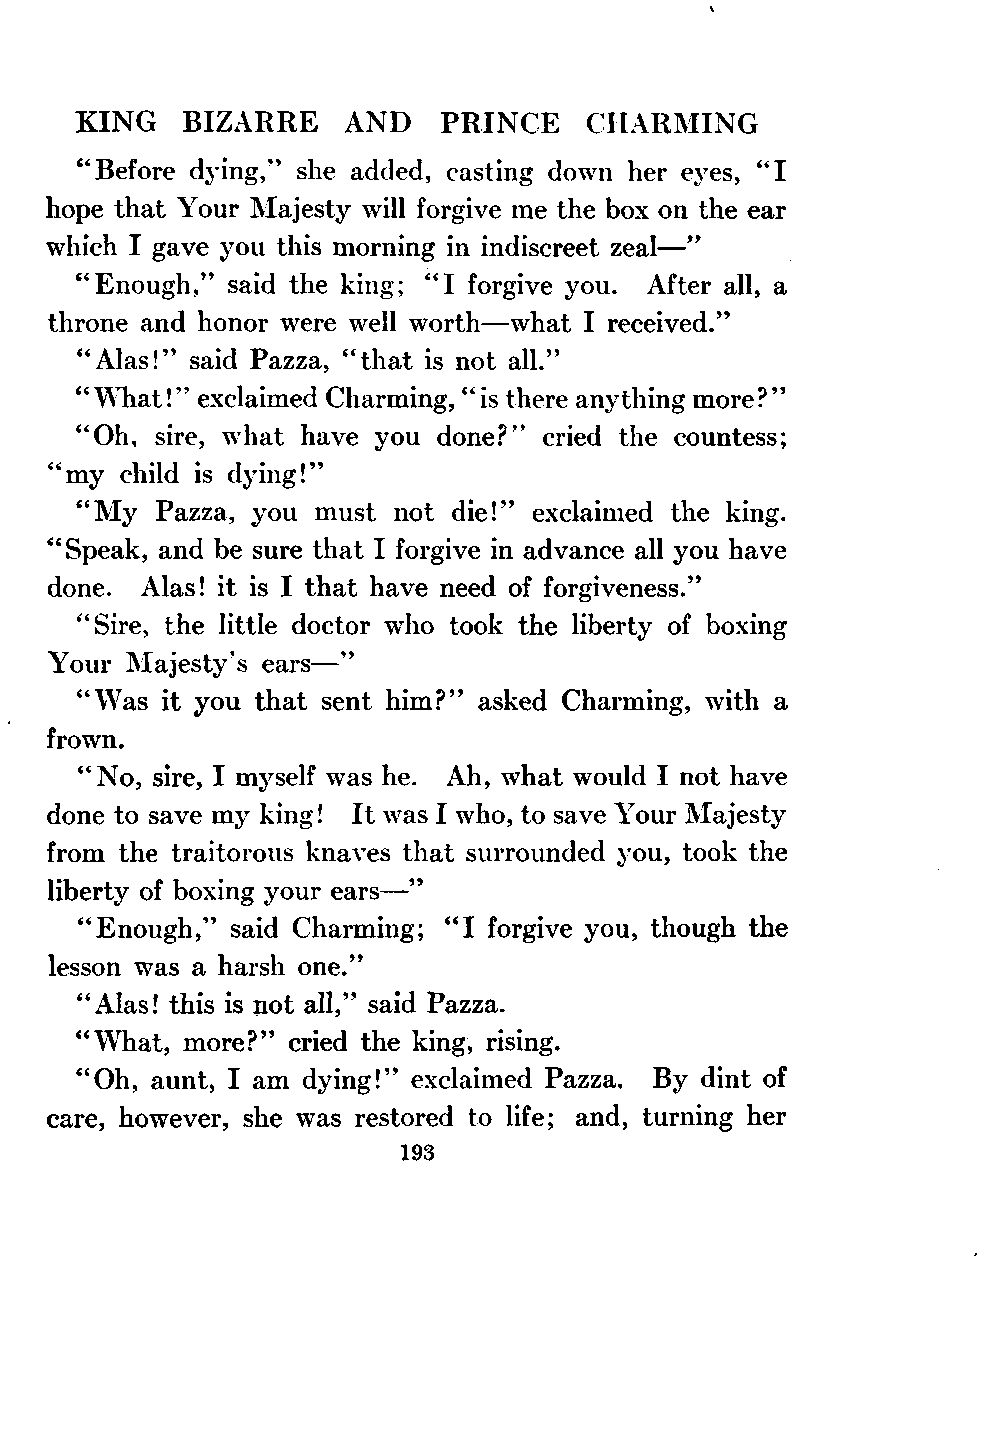 KING BIZARRE AND PRINCE CHARMING
“Before dying,” she added, casting down her eyes, “I
hope that Your Majesty will forgive me the box on the ear
which I gave you this morning in indiscreet zeal—”
“Enough,” said the king; “I forgive you. After all, a
throne and honor were well worth—what I received.”
“Alas!” said Pazza, “that is not all.”
“What!” exclaimed Charming, “is there anything more?”
“Oh, sire, what have you done?” cried the countess;
“my child is dying!”
“My Pazza, you must not die!” exclaimed the king.
“Speak, and be sure that I forgive in advance all you have
done. Alas! it is I that have need of forgiveness.”
“Sire, the little doctor who took the liberty of boxing
Your Majesty's ears—”
“Was it you that sent him?” asked Charming, with a
frown.
“No, sire, I myself was he. Ah, what would I not have
done to save my king! It was I who, to save Your Majesty
from the traitorous knaves that surrounded you, took the
liberty of boxing your ears—”
“Enough,” said Charming; “I forgive you, though the
lesson was a harsh one.”
“Alas! this is not all,” said Pazza.
“What, more?” cried the king, rising.
“Oh, aunt, I am dying!” exclaimed Pazza. By dint of
care, however, she was restored to life; and, turning her
193